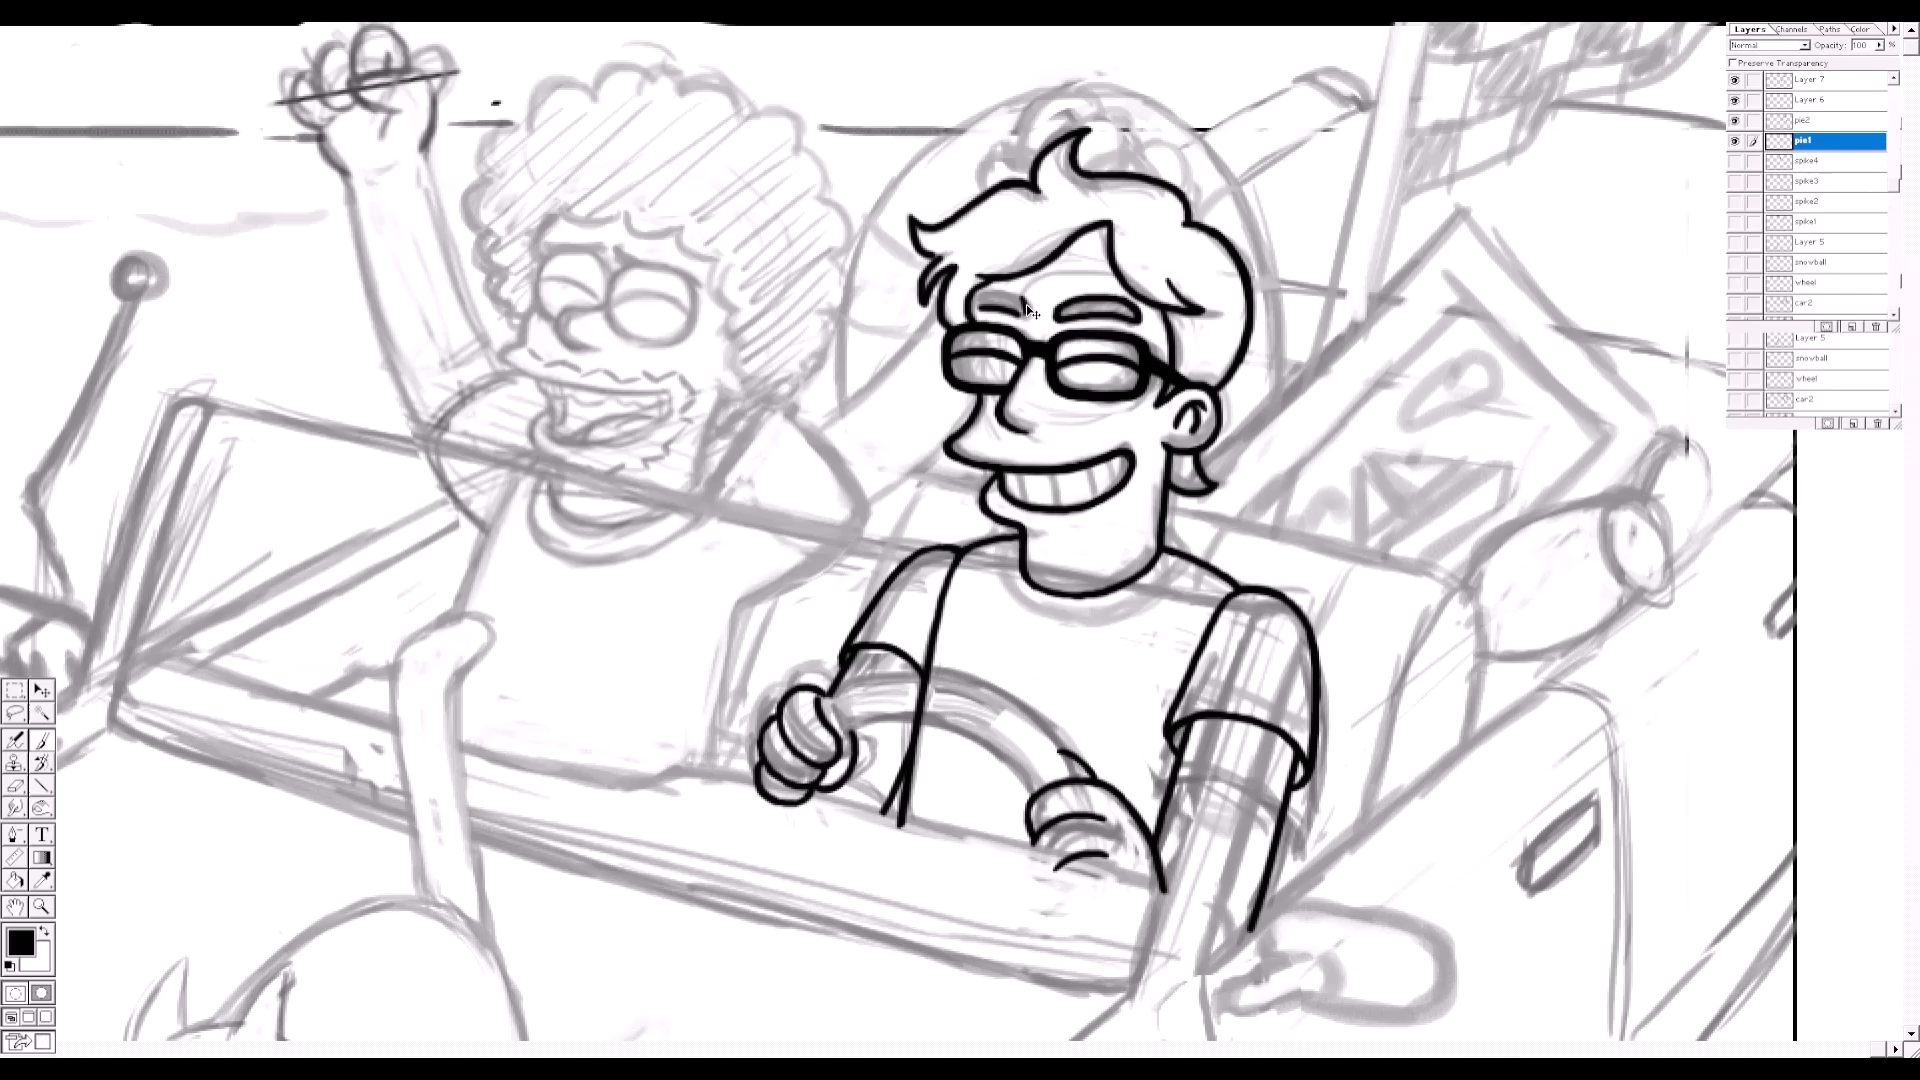 Layers Channels Paths Color
Normal Opacity: 100 %
Preserve Transparency
Layer 7
Layer 6
pie2
pie1
spike4
spike3
spike2
spike1
Layer 5
snowball
wheel
car2
Layer 5
snowball
wheel
car2
T